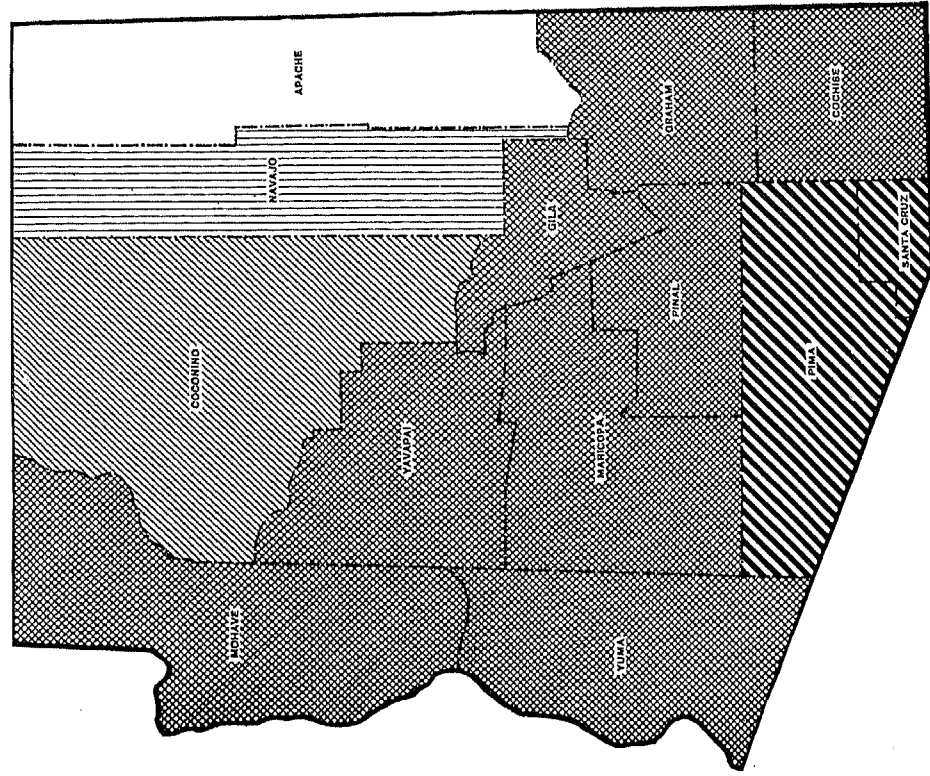 APACHE
NAVAJO
COCONINO
MOHAVE
YAVAPAI
GILA
GRAHAM
COCHISE
MARICOPA
PINAL
YUMA
PIMA
SANTA CRUZ